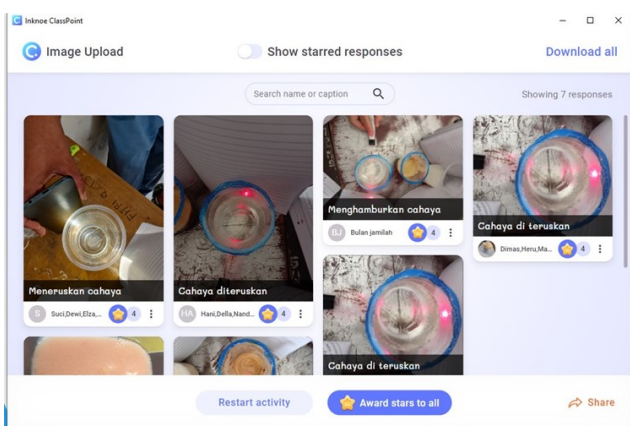 Inknoe ClassPoint
Image Upload
Show starred responses
Download all
Search name or caption
Showing 7 responses
Meneruskan cahaya
Suci,Dewi,Elza,...
4
Cahaya diteruskan
HA
Hani,Della,Nand...
4
Menghamburkan cahaya
BJ
Bulan jamilah
4
Cahaya di teruskan
Dimas,Heru,Ma...
4
Cahaya di teruskan
Restart activity
Award stars to all
Share